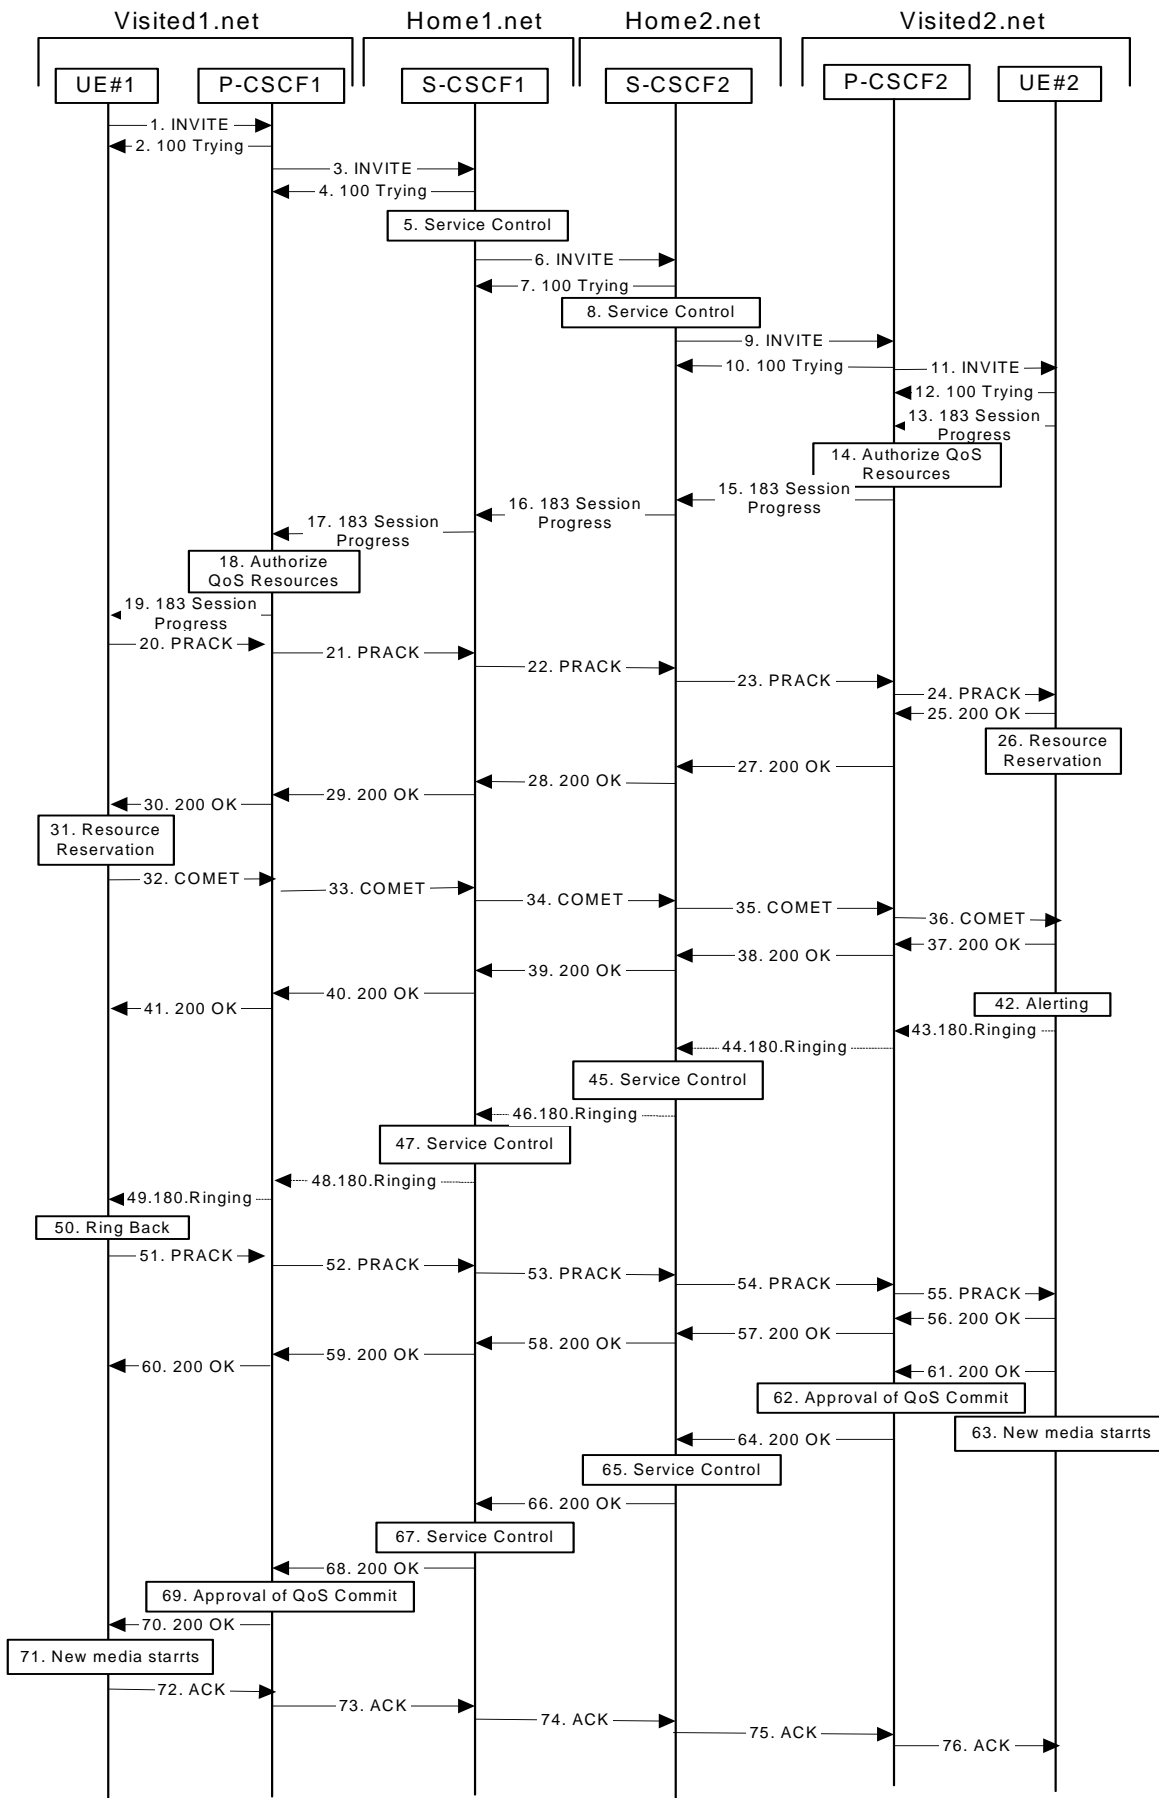 Visited1.net
Home1.net
Home2.net
Visited2.net
UE#1
P-CSCF1
S-CSCF1
S-CSCF2
P-CSCF2
UE#2
1. INVITE
2. 100 Trying
3. INVITE
4. 100 Trying
5. Service Control
6. INVITE
7. 100 Trying
8. Service Control
9. INVITE
10. 100 Trying
11. INVITE
12. 100 Trying
13. 183 Session
Progress
14. Authorize QoS
Resources
15. 183 Session
Progress
16. 183 Session
Progress
17. 183 Session
Progress
18. Authorize
QoS Resources
19. 183 Session
Progress
20. PRACK
21. PRACK
22. PRACK
23. PRACK
24. PRACK
25. 200 OK
26. Resource
Reservation
27. 200 OK
28. 200 OK
29. 200 OK
30. 200 OK
31. Resource
Reservation
32. COMET
33. COMET
34. COMET
35. COMET
36. COMET
37. 200 OK
38. 200 OK
39. 200 OK
40. 200 OK
41. 200 OK
42. Alerting
43.180.Ringing
44.180.Ringing
45. Service Control
46.180.Ringing
47. Service Control
48.180.Ringing
49.180.Ringing
50. Ring Back
51. PRACK
52. PRACK
53. PRACK
54. PRACK
55. PRACK
56. 200 OK
57. 200 OK
58. 200 OK
59. 200 OK
60. 200 OK
61. 200 OK
62. Approval of QoS Commit
63. New media starrts
64. 200 OK
65. Service Control
66. 200 OK
67. Service Control
68. 200 OK
69. Approval of QoS Commit
70. 200 OK
71. New media starrts
72. ACK
73. ACK
74. ACK
75. ACK
76. ACK